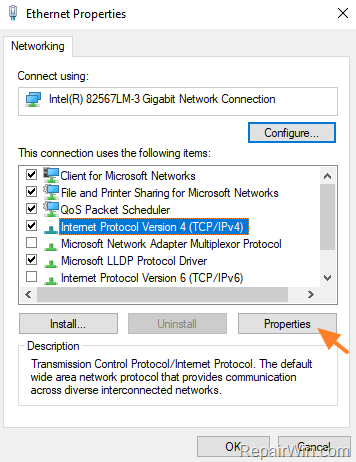 Ethernet Properties
Networking
Connect using:
Intel(R) 82567LM-3 Gigabit Network Connection
Configure...
This connection uses the following items:
Client for Microsoft Networks
File and Printer Sharing for Microsoft Networks
QoS Packet Scheduler
Internet Protocol Version 4 (TCP/IPv4)
Microsoft Network Adapter Multiplexor Protocol
Microsoft LLDP Protocol Driver
Internet Protocol Version 6 (TCP/IPv6)
Install...
Uninstall
Properties
Description
Transmission Control Protocol/Internet Protocol. The default
wide area network protocol that provides communication
across diverse interconnected networks.
OK
Cancel
RepairWin.com